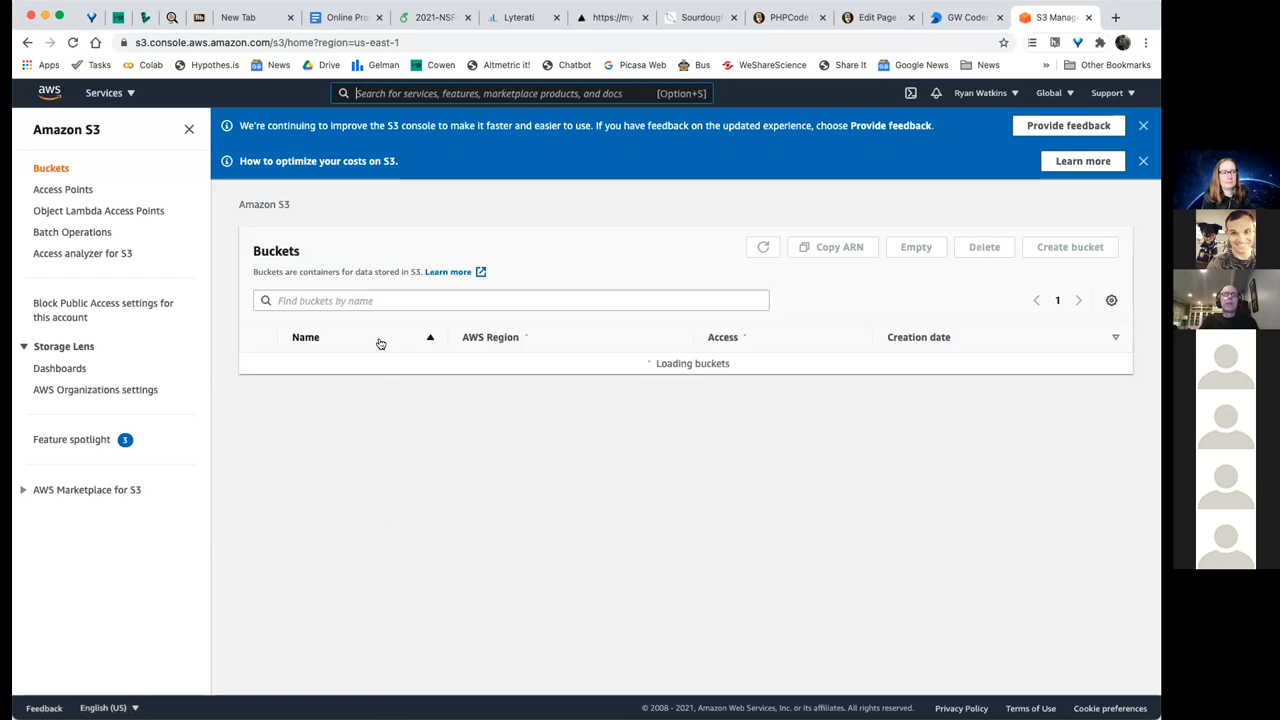 New Tab
Online Pro
2021-NSF
Lyterati
https://my
Sourdough
PHPCode
Edit Page
GW Coder
S3 Manag
s3.console.aws.amazon.com/s3/home?region=us-east-1
Apps Tasks Colab Hypothes.is News Drive Gelman Cowen Altmetric it! Chatbot Picasa Web Bus WeShareScience Share It Google News News » Other Bookmarks
aws Services Search for services, features, marketplace products, and docs [Option+S] Ryan Watkins Global Support
Amazon S3
We're continuing to improve the S3 console to make it faster and easier to use. If you have feedback on the updated experience, choose Provide feedback.
Provide feedback
How to optimize your costs on S3.
Learn more
Buckets
Access Points
Object Lambda Access Points
Batch Operations
Access analyzer for S3
Block Public Access settings for
this account
Storage Lens
Dashboards
AWS Organizations settings
Feature spotlight 3
AWS Marketplace for S3
Amazon S3
Buckets
Copy ARN
Empty
Delete
Create bucket
Buckets are containers for data stored in S3. Learn more
Find buckets by name
1
Name AWS Region Access Creation date
Loading buckets
Feedback English (US) © 2008 - 2021, Amazon Web Services, Inc. or its affiliates. All rights reserved. Privacy Policy Terms of Use Cookie preferences